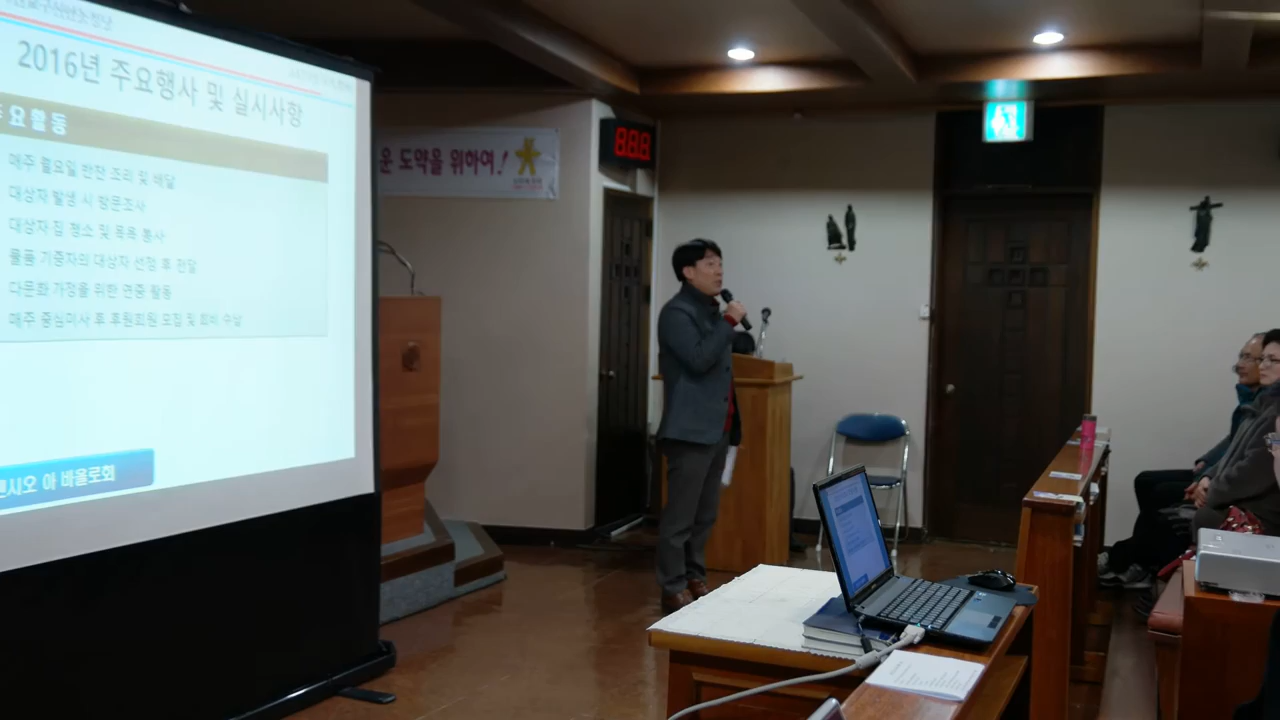 2016년 주요행사 및 실시사항
요활동
매주 월요일 반찬 조리 및 배달
대상자 발생 시 방문조사
대상자 집 청소 및 목욕 봉사
물품 기증자의 대상자 선정 후 전달
다문화 가정을 위한 연중 활동
매주 중심미사 후 후원회원 모집 및 회비 수납
시오 아 바울로회
운 도약을 위하여!
888